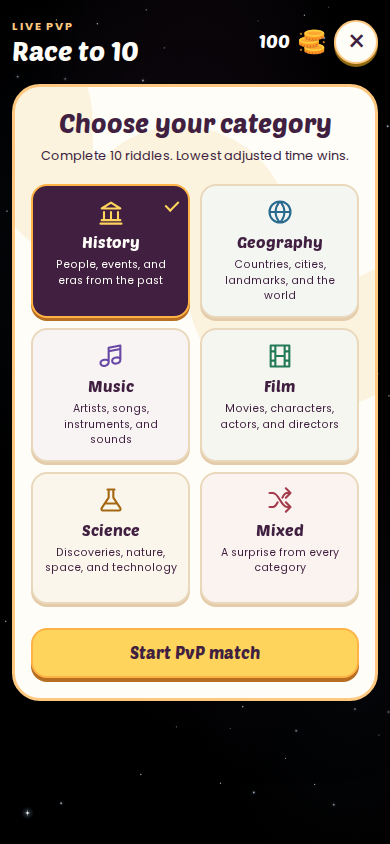 LIVE PVP
Race to 10
100
Choose your category
Complete 10 riddles. Lowest adjusted time wins.
History
People, events, and
eras from the past
Geography
Countries, cities,
landmarks, and the
world
Music
Artists, songs,
instruments, and
sounds
Film
Movies, characters,
actors, and directors
Science
Discoveries, nature,
space, and technology
Mixed
A surprise from every
category
Start PvP match